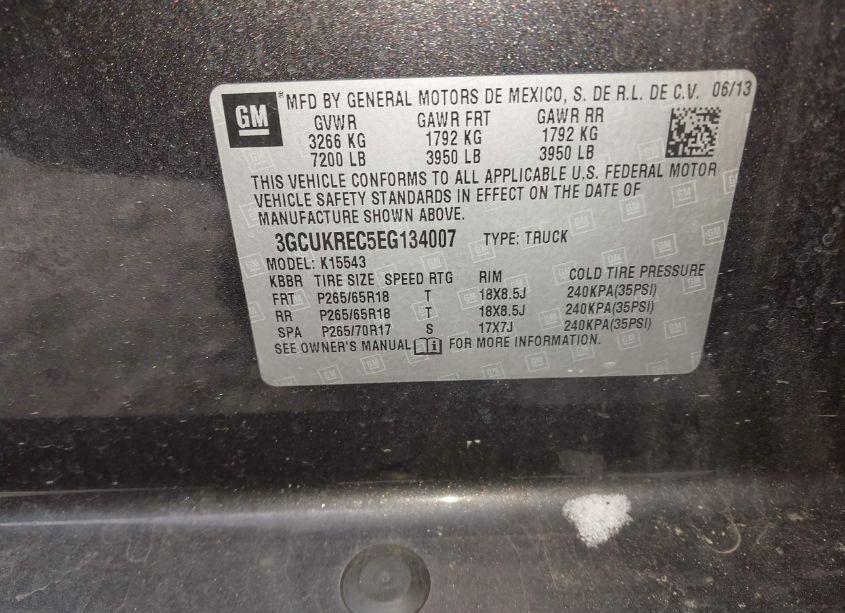 GM MFD BY GENERAL MOTORS DE MEXICO, S. DE R.L. DE C.V. 06/13
GVWR GAWR FRT GAWR RR
3266 KG 1792 KG 1792 KG
7200 LB 3950 LB 3950 LB
THIS VEHICLE CONFORMS TO ALL APPLICABLE U.S. FEDERAL MOTOR
VEHICLE SAFETY STANDARDS IN EFFECT ON THE DATE OF
MANUFACTURE SHOWN ABOVE.
3GCUKREC5EG134007 TYPE: TRUCK
MODEL: K15543
KBBR TIRE SIZE SPEED RTG RIM COLD TIRE PRESSURE
FRT P265/65R18 T 18X8.5J 240KPA(35PSI)
RR P265/65R18 T 18X8.5J 240KPA(35PSI)
SPA P265/70R17 S 17X7J 240KPA(35PSI)
SEE OWNER'S MANUAL FOR MORE INFORMATION.